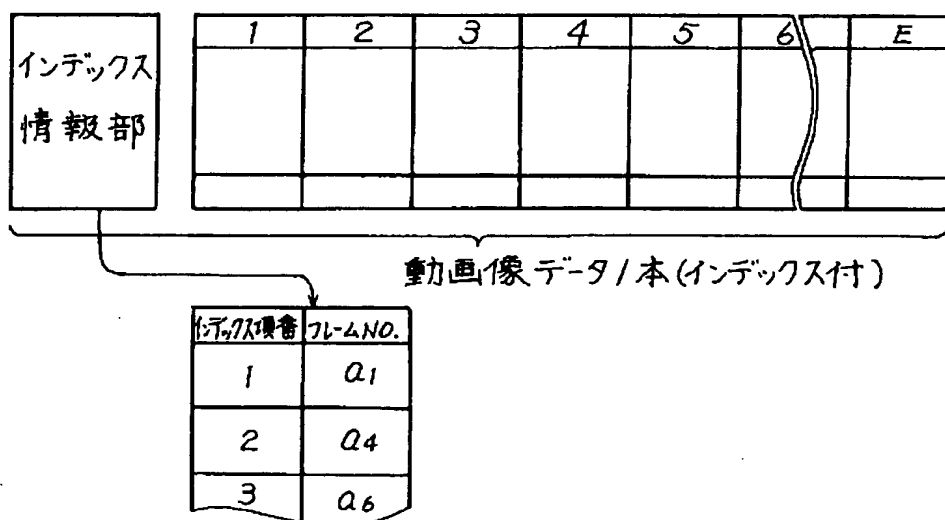 インデックス
情報部
1 2 3 4 5 6 E
動画像データ1本(インデックス付)
インデックス項番 フレームNO.
1 a1
2 a4
3 a6